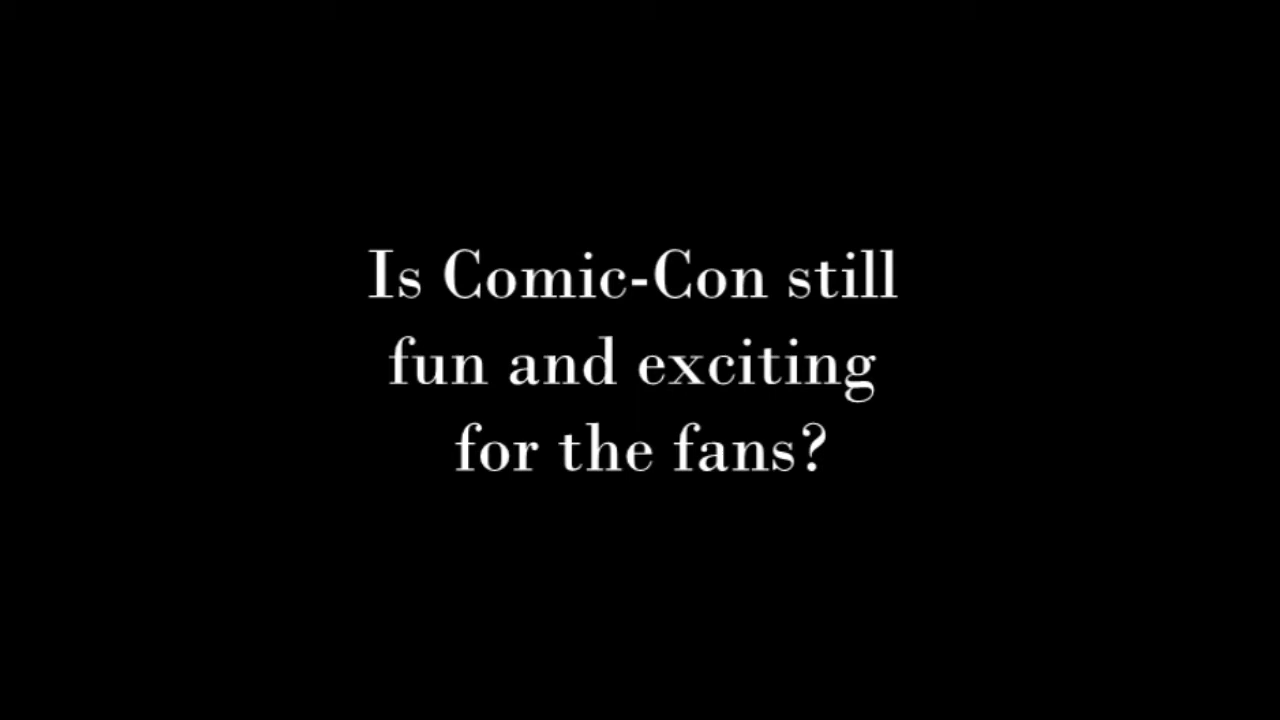 Is Comic-Con still
fun and exciting
for the fans?